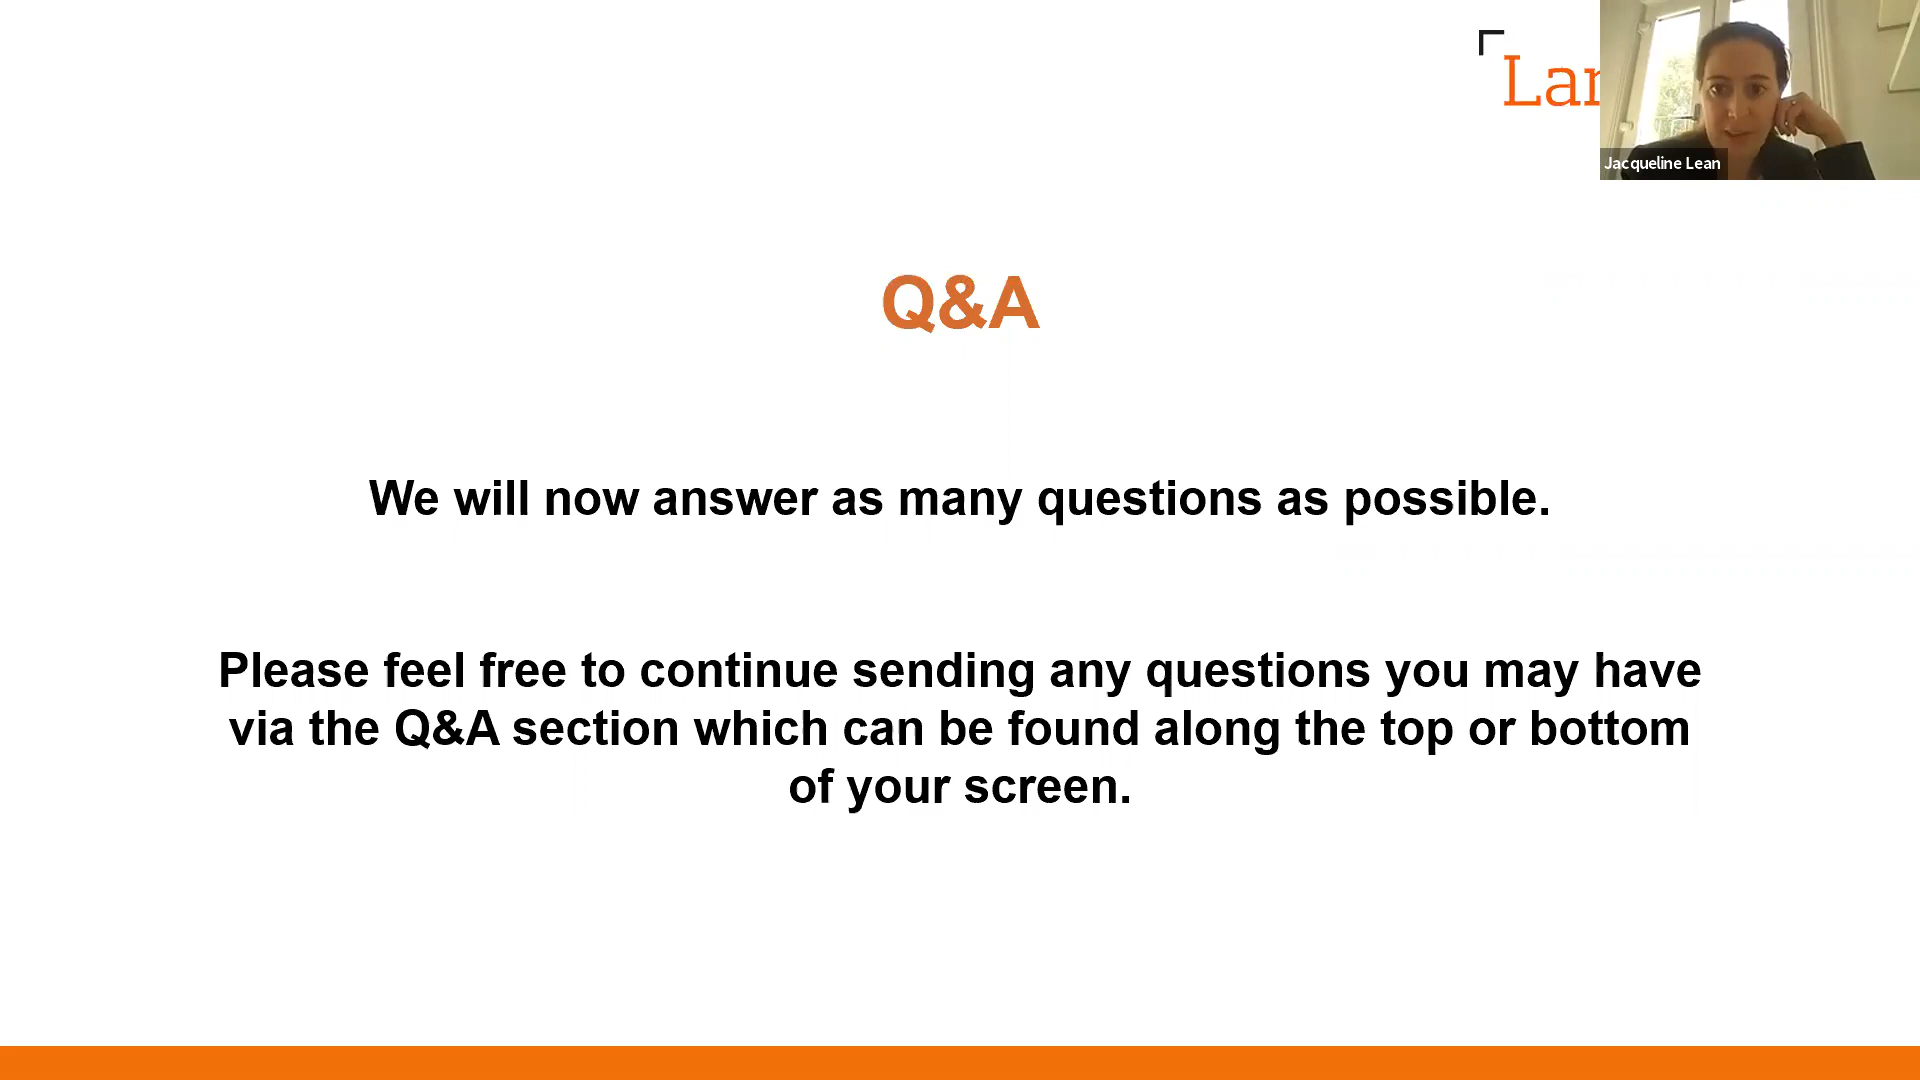 Lar
Jacqueline Lean
Q&A
We will now answer as many questions as possible.
Please feel free to continue sending any questions you may have
via the Q&A section which can be found along the top or bottom
of your screen.